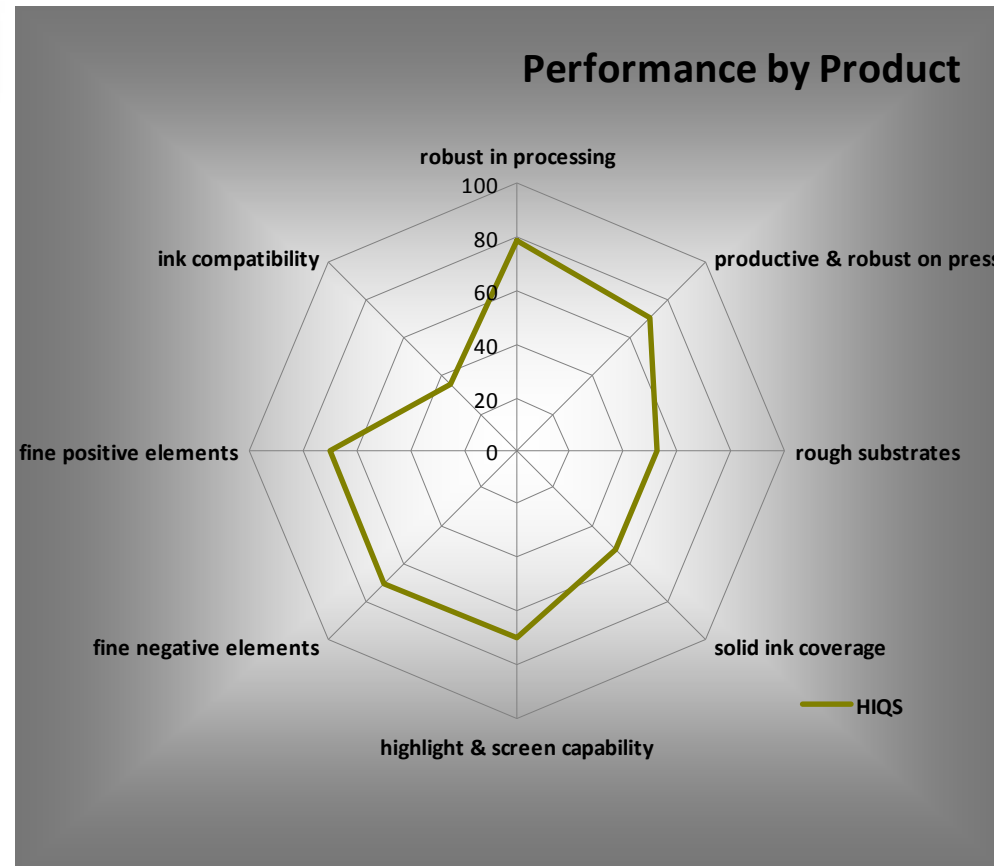 Performance by Product
robust in processing
100
ink compatibility
productive & robust on press
80
60
40
20
fine positive elements
0
rough substrates
fine negative elements
solid ink coverage
HIQS
highlight & screen capability